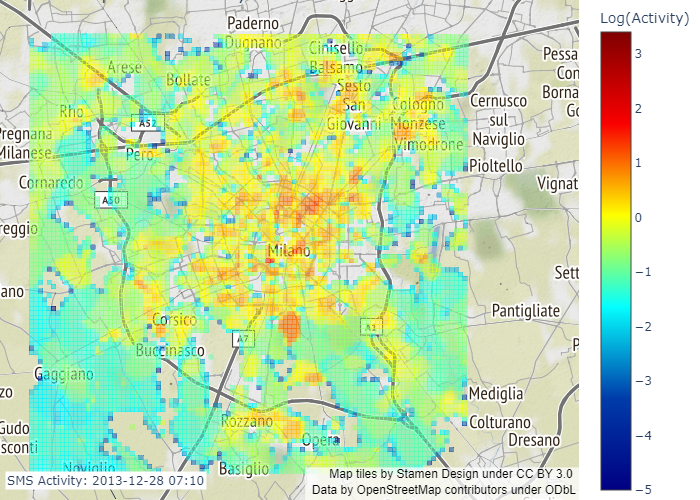 Log(Activity)
Paderno
Dugnano
Cinisello
Balsamo
Pessa
Con
Arese
Bollate
Sesto
San
Giovanni
Borna
Go
Rho
A52
Cologno
Monzese
Cernusco
sul
Naviglio
Pregnana
Milanese
Pero
Vimodrone
Pioltello
Cornaredo
A50
Vignat
reggio
Milano
Sett
ano
Pantigliate
Corsico
A7
A1
Buccinasco
P
Gaggiano
zo
Mediglia
Rozzano
Colturano
Gudo
sconti
Opera
Dresano
Noviglio
Basiglio
SMS Activity: 2013-12-28 07:10
Map tiles by Stamen Design under CC BY 3.0
Data by OpenStreetMap contributors under ODbL
3
2
1
0
−1
−2
−3
−4
−5